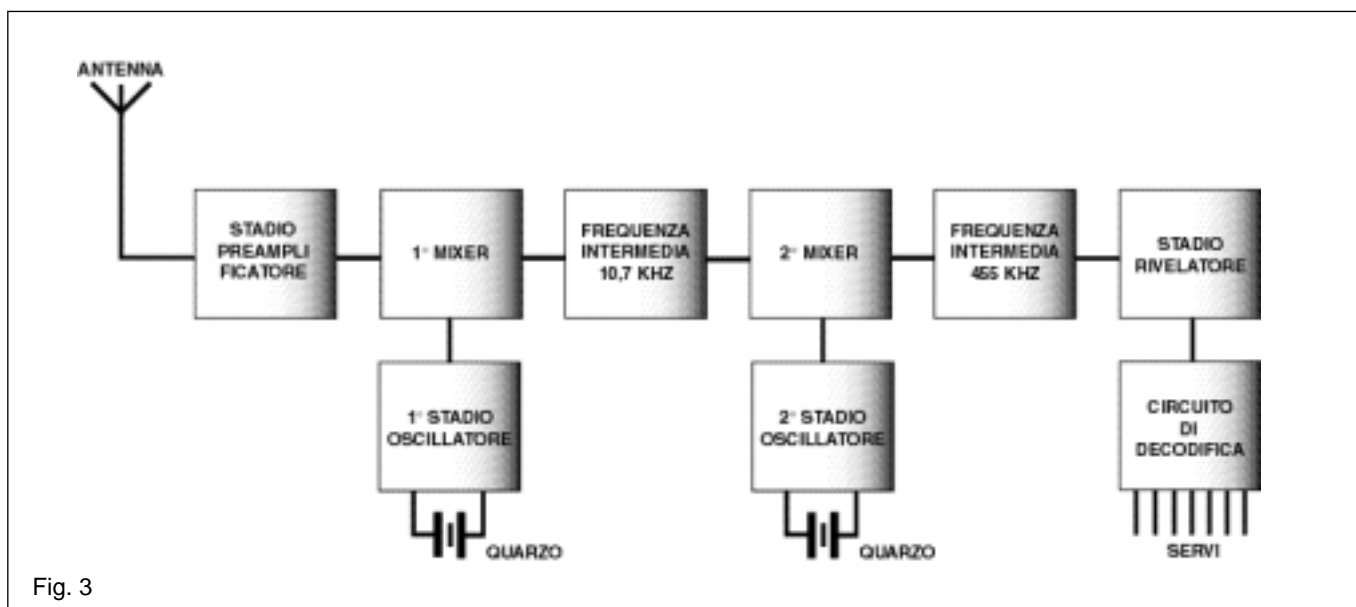 ANTENNA
STADIO
PREAMPLI
FICATORE
1° MIXER
FREQUENZA
INTERMEDIA
10,7 KHZ
2° MIXER
FREQUENZA
INTERMEDIA
455 KHZ
STADIO
RIVELATORE
1° STADIO
OSCILLATORE
QUARZO
2° STADIO
OSCILLATORE
QUARZO
CIRCUITO
DI
DECODIFICA
SERVI
Fig. 3